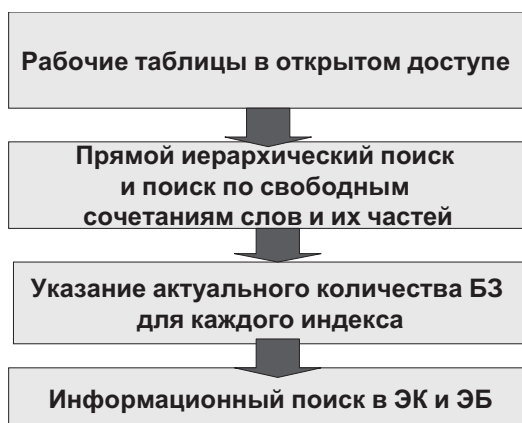 Рабочие таблицы в открытом доступе
Прямой иерархический поиск
и поиск по свободным
сочетаниям слов и их частей
Указание актуального количества БЗ
для каждого индекса
Информационный поиск в ЭК и ЭБ